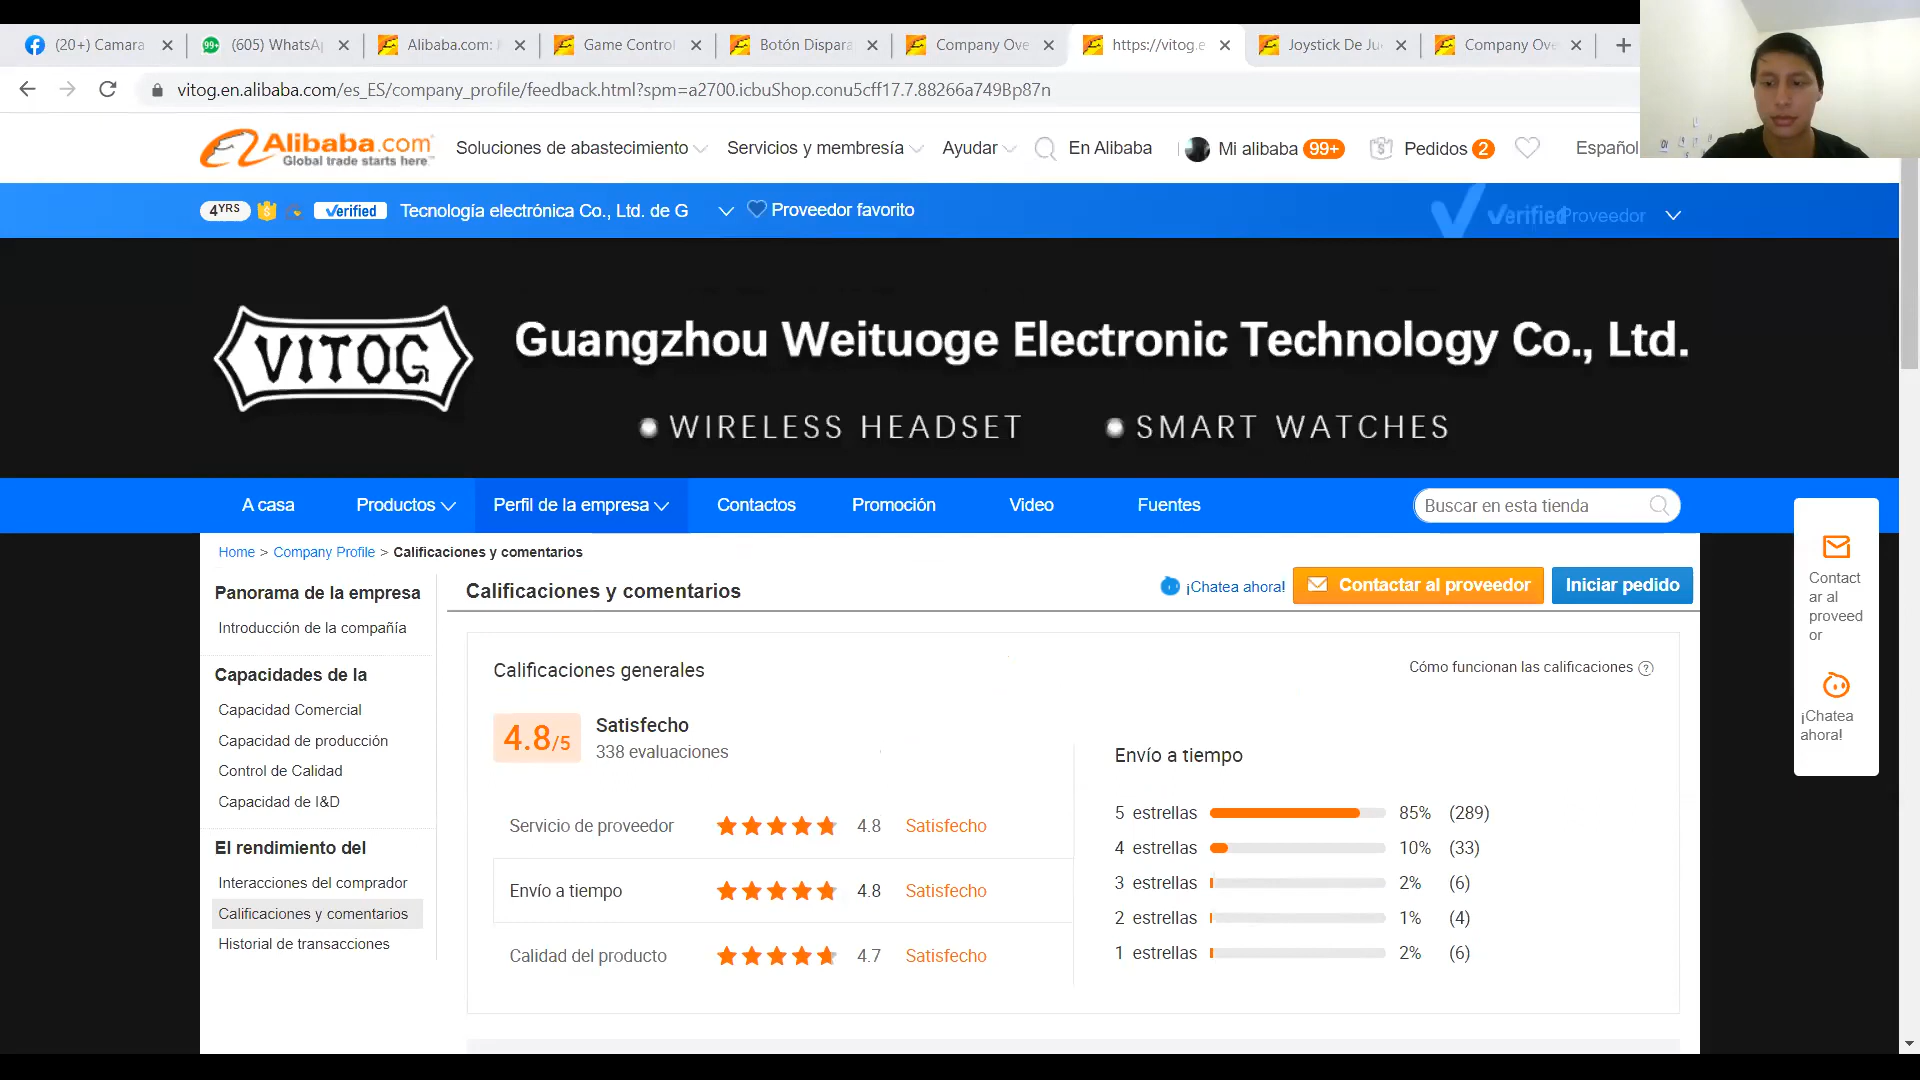 (20+) Camara
(605) WhatsAp
Alibaba.com:
Game Control
Botón Dispara
Company Ove
https://vitog.e
Joystick De Ju
Company Ove
vitog.en.alibaba.com/es_ES/company_profile/feedback.html?spm=a2700.icbuShop.conu5cff17.7.88266a749Bp87n
Alibaba.com
Global trade starts here
Soluciones de abastecimiento
Servicios y membresía
Ayudar
En Alibaba
Mi alibaba 99+
Pedidos 2
Español
4YRS
Verified
Tecnología electrónica Co., Ltd. de G
Proveedor favorito
Verified Proveedor
VITOG
Guangzhou Weituoge Electronic Technology Co., Ltd.
WIRELESS HEADSET
SMART WATCHES
A casa
Productos
Perfil de la empresa
Contactos
Promoción
Video
Fuentes
Buscar en esta tienda
Home > Company Profile > Calificaciones y comentarios
Panorama de la empresa
Introducción de la compañía
Capacidades de la
Capacidad Comercial
Capacidad de producción
Control de Calidad
Capacidad de I&D
El rendimiento del
Interacciones del comprador
Calificaciones y comentarios
Historial de transacciones
Calificaciones y comentarios
¡Chatea ahora!
Contactar al proveedor
Iniciar pedido
Calificaciones generales
Cómo funcionan las calificaciones ?
4.8/5
Satisfecho
338 evaluaciones
Servicio de proveedor 4.8 Satisfecho
Envío a tiempo 4.8 Satisfecho
Calidad del producto 4.7 Satisfecho
Envío a tiempo
5 estrellas 85% (289)
4 estrellas 10% (33)
3 estrellas 2% (6)
2 estrellas 1% (4)
1 estrellas 2% (6)
Contact
ar al
proveed
or
¡Chatea
ahora!